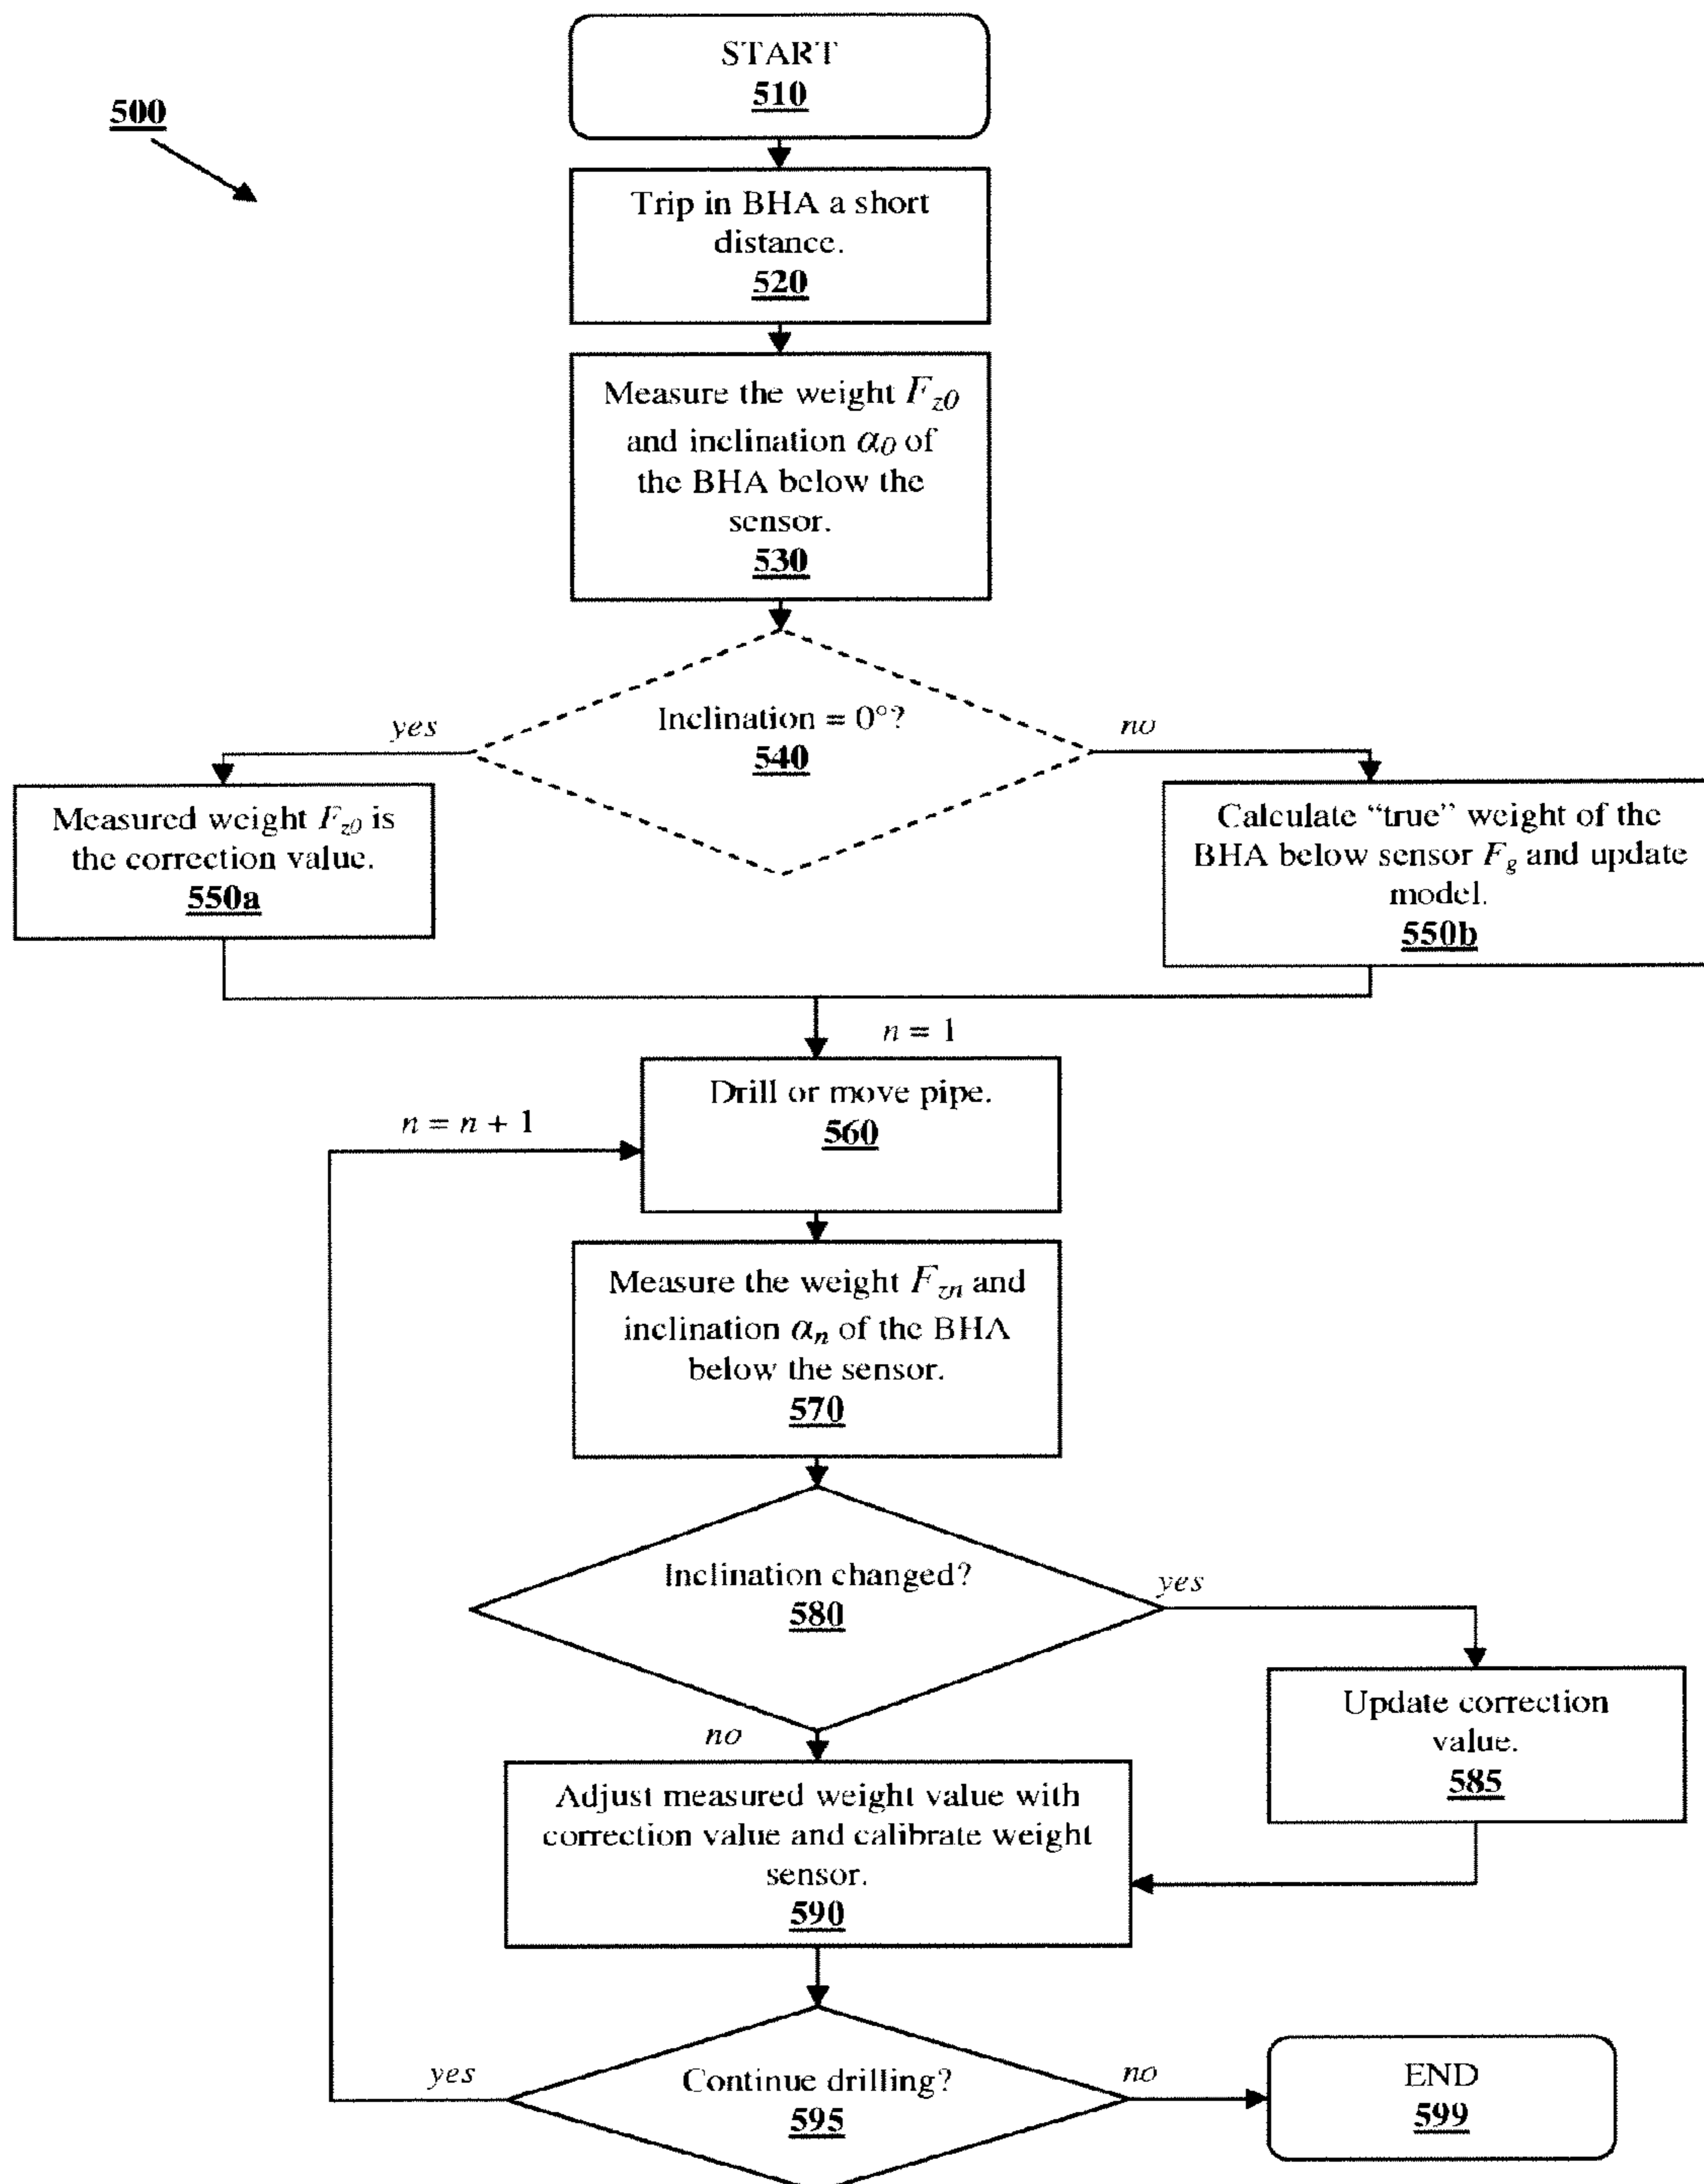 START
510
500
Trip in BHA a short
distance.
520
Measure the weight F_z0
and inclination α_0 of
the BHA below the
sensor.
530
Inclination = 0°?
540
yes
no
Measured weight F_z0 is
the correction value.
550a
Calculate “true” weight of the
BHA below sensor F_g and update
model.
550b
n = 1
Drill or move pipe.
560
n = n + 1
Measure the weight F_zn and
inclination α_n of the BHA
below the sensor.
570
Inclination changed?
580
yes
no
Update correction
value.
585
Adjust measured weight value with
correction value and calibrate weight
sensor.
590
Continue drilling?
595
yes
no
END
599